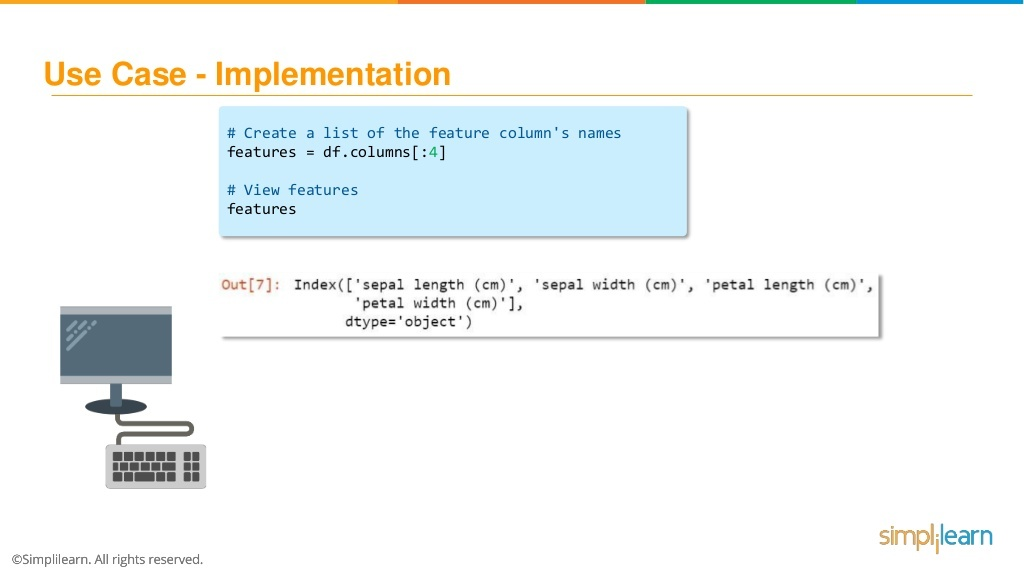 Use Case - Implementation
# Create a list of the feature column's names
features = df.columns[:4]
# View features
features
Out[7]: Index(['sepal length (cm)', 'sepal width (cm)', 'petal length (cm)',
'petal width (cm)'],
dtype='object')
simplilearn
©Simplilearn. All rights reserved.